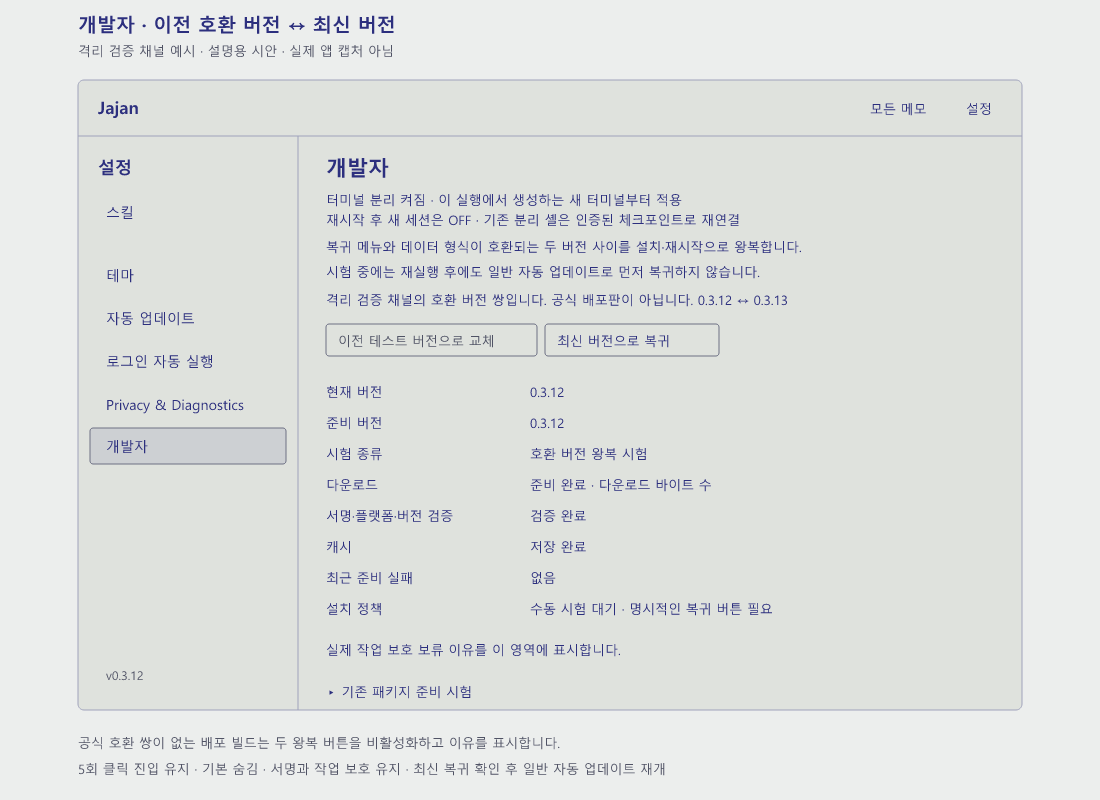 개발자 · 이전 호환 버전 ↔ 최신 버전
격리 검증 채널 예시 · 설명용 시안 · 실제 앱 캡처 아님
Jajan
모든 메모
설정
설정
스킬
테마
자동 업데이트
로그인 자동 실행
Privacy & Diagnostics
개발자
v0.3.12
개발자
터미널 분리 켜짐 · 이 실행에서 생성하는 새 터미널부터 적용
재시작 후 새 세션은 OFF · 기존 분리 셸은 인증된 체크포인트로 재연결
복귀 메뉴와 데이터 형식이 호환되는 두 버전 사이를 설치·재시작으로 왕복합니다.
시험 중에는 재실행 후에도 일반 자동 업데이트로 먼저 복귀하지 않습니다.
격리 검증 채널의 호환 버전 쌍입니다. 공식 배포판이 아닙니다. 0.3.12 ↔ 0.3.13
이전 테스트 버전으로 교체
최신 버전으로 복귀
현재 버전 0.3.12
준비 버전 0.3.12
시험 종류 호환 버전 왕복 시험
다운로드 준비 완료 · 다운로드 바이트 수
서명·플랫폼·버전 검증 검증 완료
캐시 저장 완료
최근 준비 실패 없음
설치 정책 수동 시험 대기 · 명시적인 복귀 버튼 필요
실제 작업 보호 보류 이유를 이 영역에 표시합니다.
▸ 기존 패키지 준비 시험
공식 호환 쌍이 없는 배포 빌드는 두 왕복 버튼을 비활성화하고 이유를 표시합니다.
5회 클릭 진입 유지 · 기본 숨김 · 서명과 작업 보호 유지 · 최신 복귀 확인 후 일반 자동 업데이트 재개